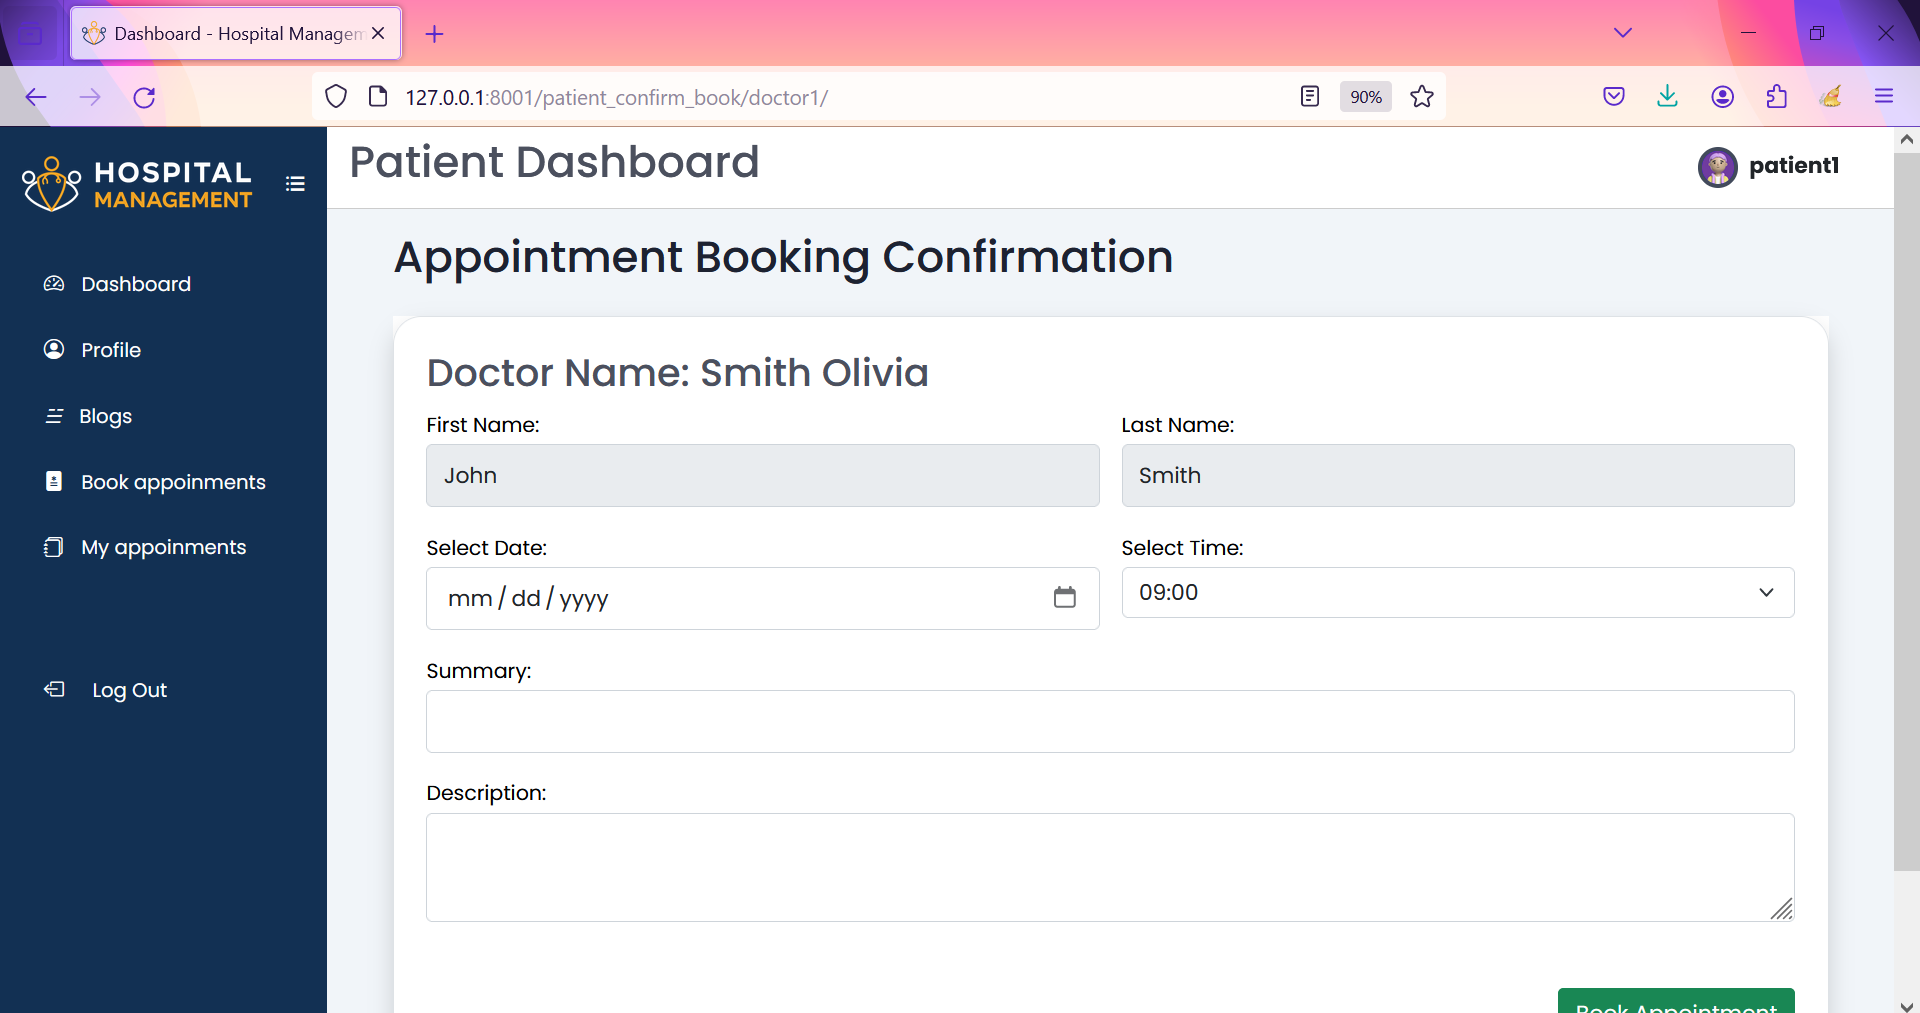 Dashboard - Hospital Managem
127.0.0.1:8001/patient_confirm_book/doctor1/
90%
HOSPITAL
MANAGEMENT
Patient Dashboard
patient1
Dashboard
Profile
Blogs
Book appoinments
My appoinments
Log Out
Appointment Booking Confirmation
Doctor Name: Smith Olivia
First Name:
Last Name:
John
Smith
Select Date:
Select Time:
mm / dd / yyyy
09:00
Summary:
Description:
Book Appointment